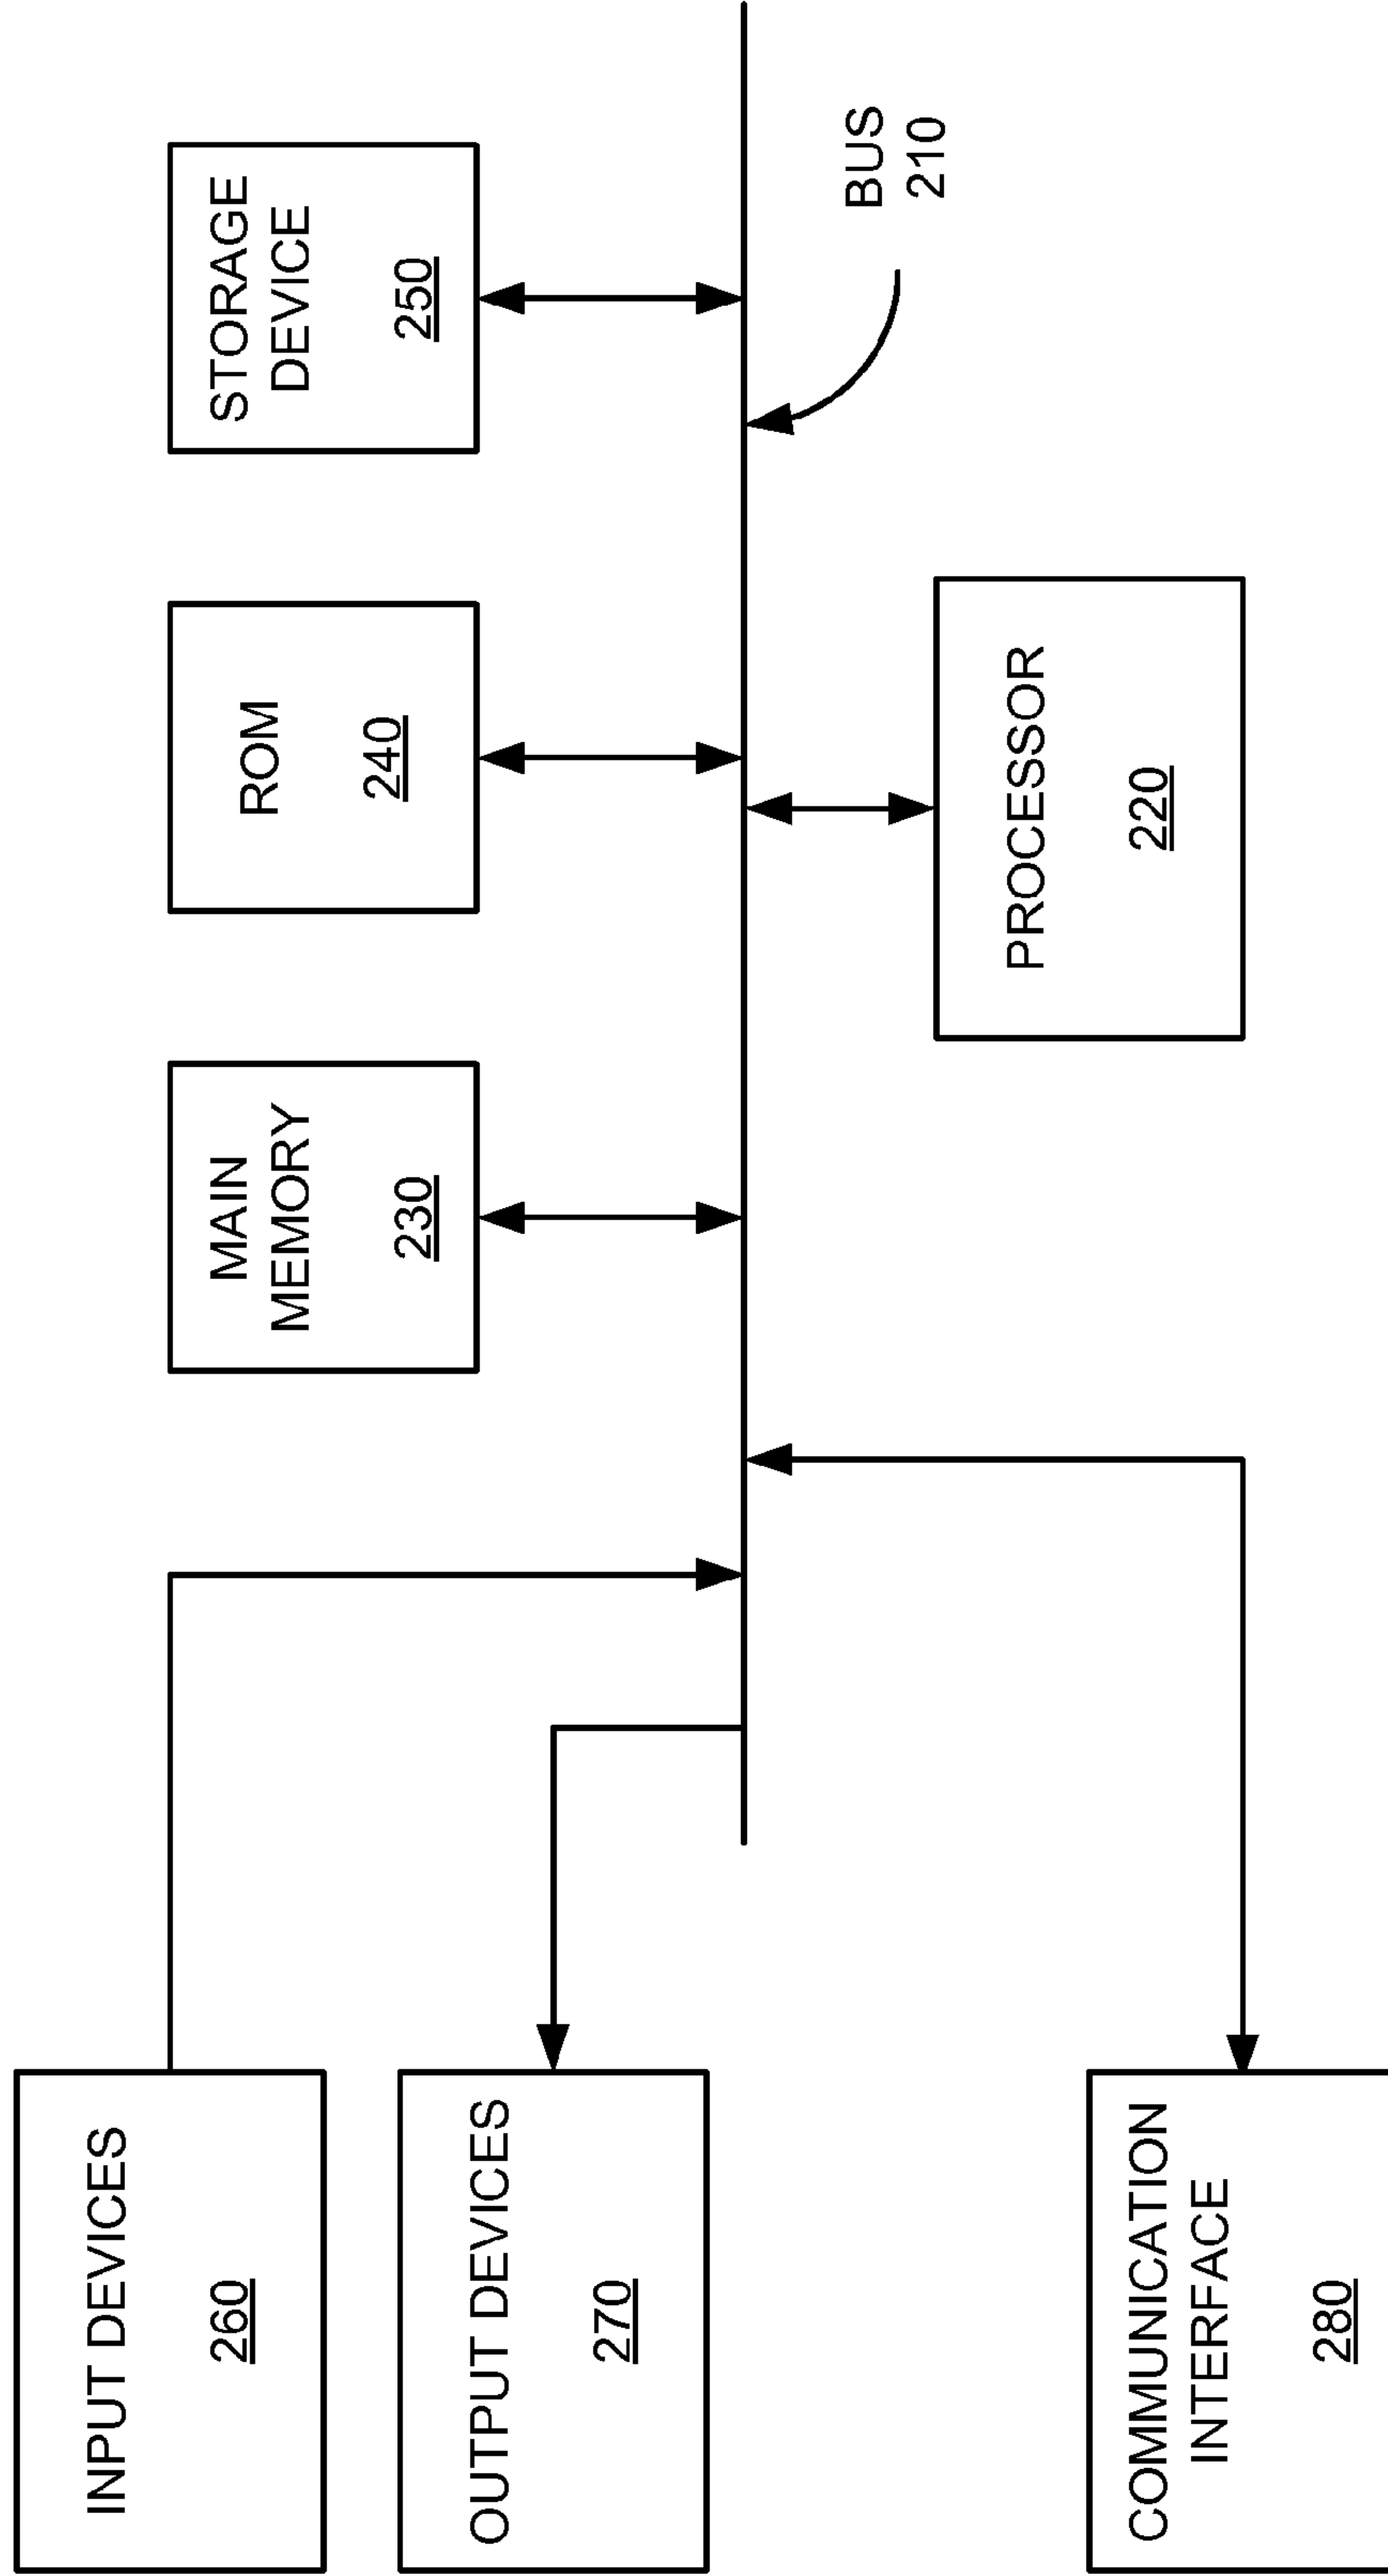 INPUT DEVICES
260
OUTPUT DEVICES
270
COMMUNICATION
INTERFACE
280
MAIN
MEMORY
230
ROM
240
STORAGE
DEVICE
250
PROCESSOR
220
BUS
210